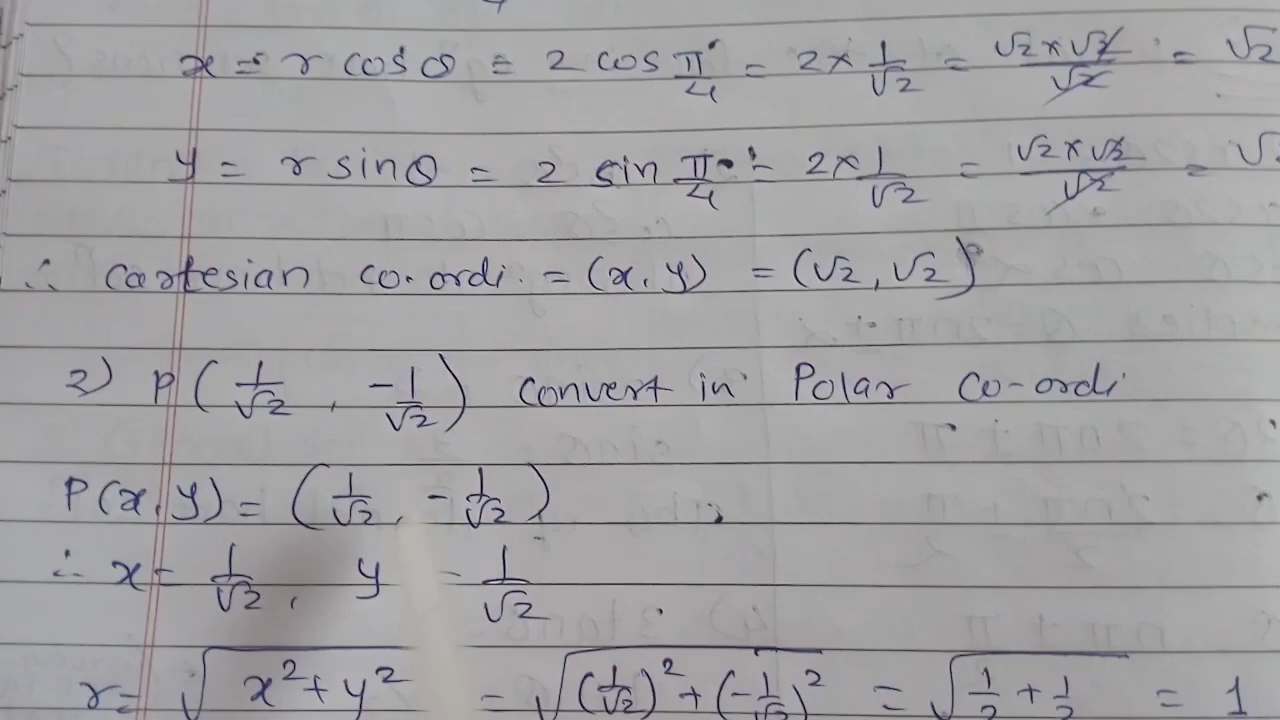 x = r cosθ = 2 cos π/4 = 2 × 1/√2 = √2 × √2/√2 = √2
y = r sinθ = 2 sin π/4 = 2 × 1/√2 = √2 × √2/√2 = √
∴ Cartesian co-ordi. = (x, y) = (√2, √2)
2) P(1/√2, -1/√2) convert in Polar co-ordi
P(x, y) = (1/√2, -1/√2)
∴ x = 1/√2, y - 1/√2
r = √(x² + y²) = √((1/√2)² + (-1/√2)²) = √(1/2 + 1/2) = 1